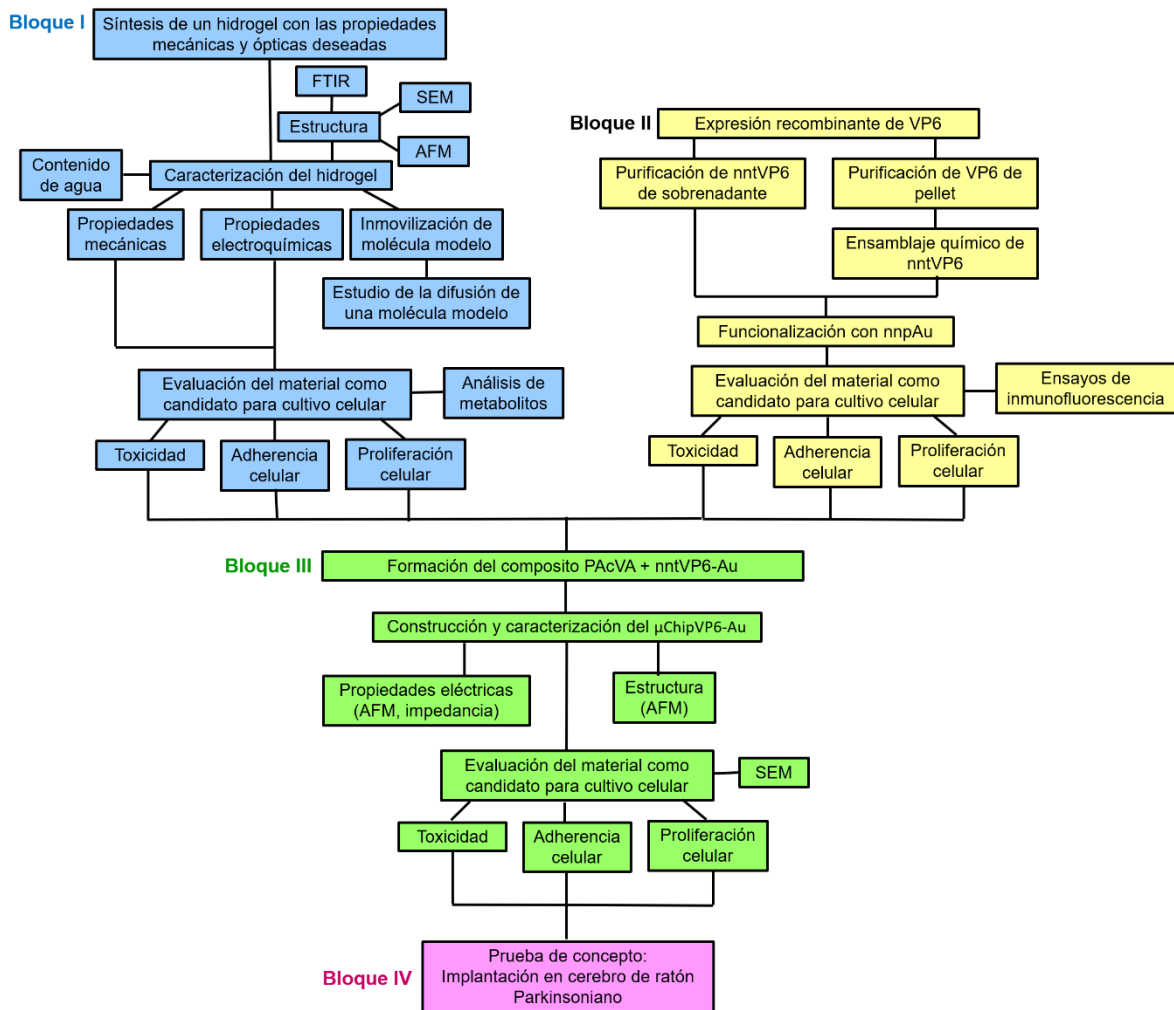 Bloque I
Síntesis de un hidrogel con las propiedades
mecánicas y ópticas deseadas
FTIR
SEM
Estructura
AFM
Contenido
de agua
Caracterización del hidrogel
Propiedades
mecánicas
Propiedades
electroquímicas
Inmovilización de
molécula modelo
Estudio de la difusión de
una molécula modelo
Evaluación del material como
candidato para cultivo celular
Análisis de
metabolitos
Toxicidad
Adherencia
celular
Proliferación
celular
Bloque II
Expresión recombinante de VP6
Purificación de nntVP6
de sobrenadante
Purificación de VP6 de
pellet
Ensamblaje químico de
nntVP6
Funcionalización con nnpAu
Evaluación del material como
candidato para cultivo celular
Ensayos de
inmunofluorescencia
Toxicidad
Adherencia
celular
Proliferación
celular
Bloque III
Formación del composito PAcVA + nntVP6-Au
Construcción y caracterización del µChipVP6-Au
Propiedades eléctricas
(AFM, impedancia)
Estructura
(AFM)
Evaluación del material como
candidato para cultivo celular
SEM
Toxicidad
Adherencia
celular
Proliferación
celular
Bloque IV
Prueba de concepto:
Implantación en cerebro de ratón
Parkinsoniano